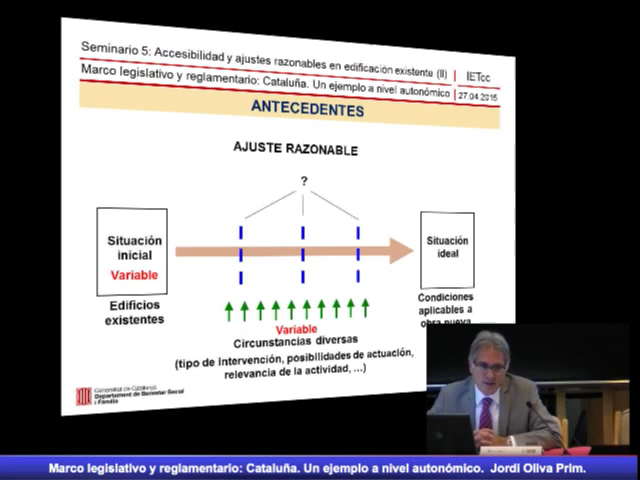 Seminario 5: Accesibilidad y ajustes razonables en edificación existente (II)
IETcc
Marco legislativo y reglamentario: Cataluña. Un ejemplo a nivel autonómico
27.04.2015
ANTECEDENTES
AJUSTE RAZONABLE
?
Situación
inicial
Variable
Situación
ideal
Edificios
existentes
Condiciones
aplicables a
obra nueva
Variable
Circunstancias diversas
(tipo de intervención, posibilidades de actuación,
relevancia de la actividad, ...)
Generalitat de Catalunya
Departament de Benestar Social
i Família
Marco legislativo y reglamentario: Cataluña. Un ejemplo a nivel autonómico. Jordi Oliva Prim.